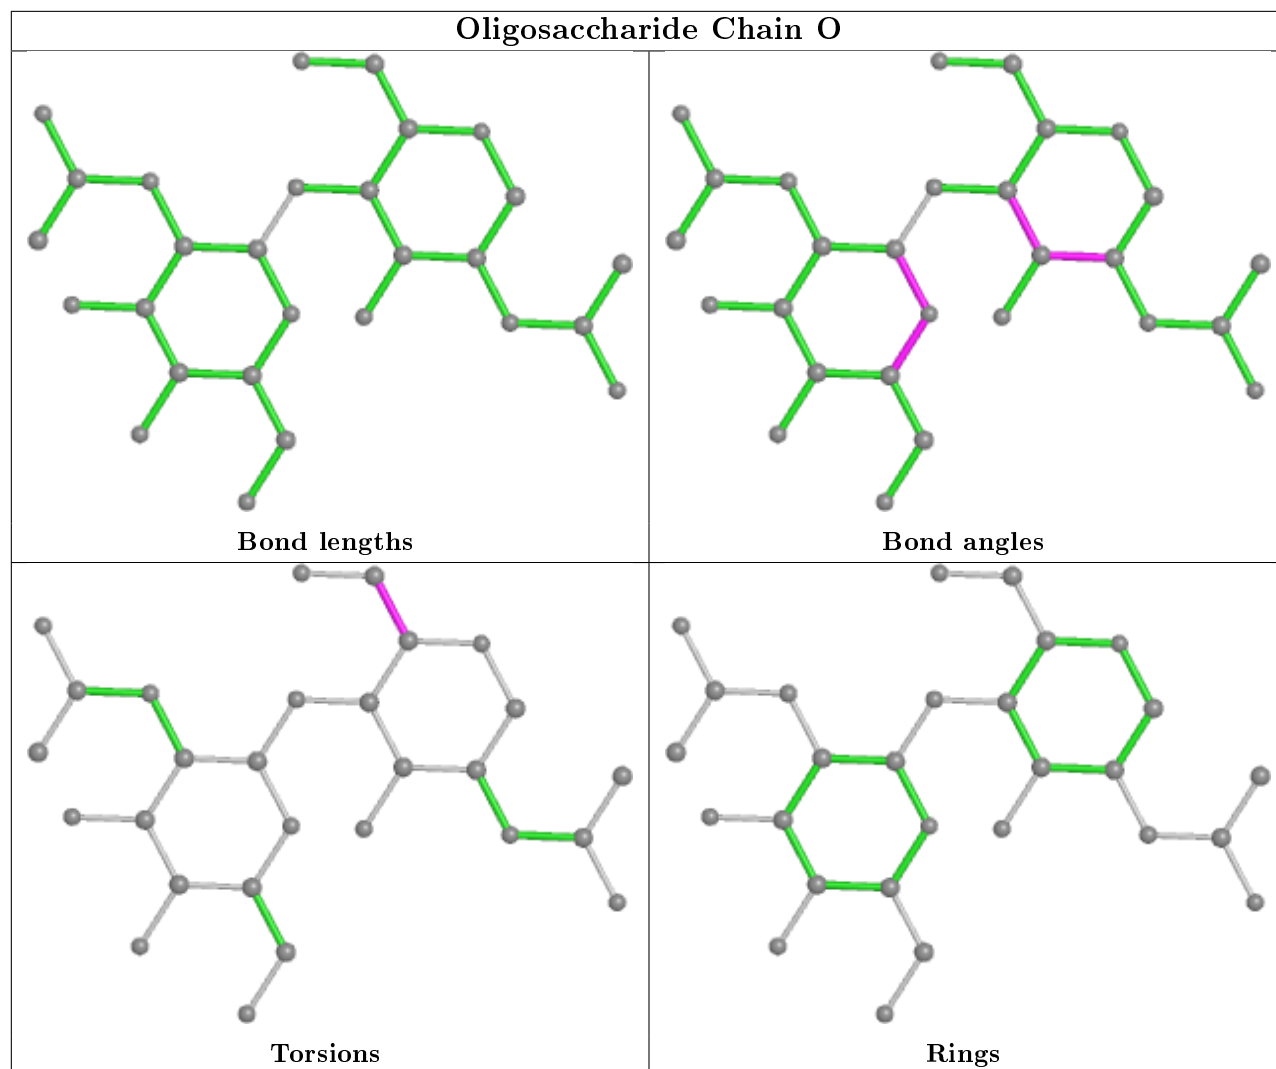 Oligosaccharide Chain O
Bond lengths
Bond angles
Torsions
Rings